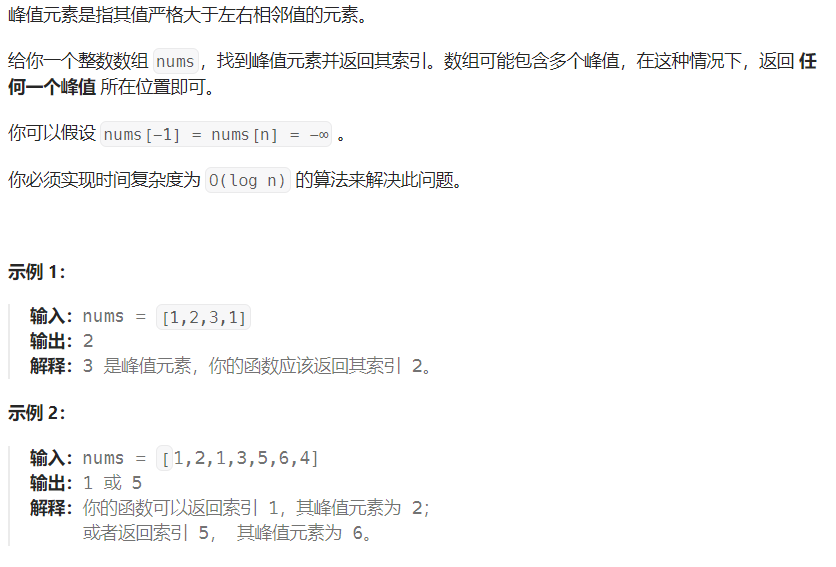 峰值元素是指其值严格大于左右相邻值的元素。
给你一个整数数组 nums，找到峰值元素并返回其索引。数组可能包含多个峰值，在这种情况下，返回 任
何一个峰值 所在位置即可。
你可以假设 nums[-1] = nums[n] = -∞ 。
你必须实现时间复杂度为 O(log n) 的算法来解决此问题。
示例 1：
输入：nums = [1,2,3,1]
输出：2
解释：3 是峰值元素，你的函数应该返回其索引 2。
示例 2：
输入：nums = [1,2,1,3,5,6,4]
输出：1 或 5
解释：你的函数可以返回索引 1，其峰值元素为 2；
或者返回索引 5， 其峰值元素为 6。